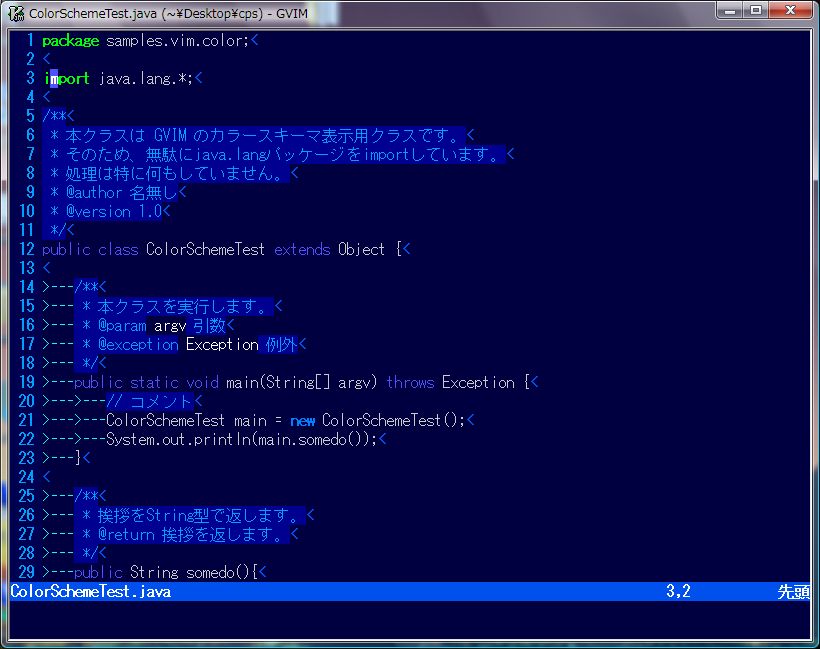 ColorSchemeTest.java (~¥Desktop¥cps) - GVIM
1 package samples.vim.color;<
2 <
3 import java.lang.*;<
4 <
5 /**<
6  * 本クラスは GVIM のカラースキーマ表示用クラスです。<
7  * そのため、無駄にjava.langパッケージをimportしています。<
8  * 処理は特に何もしていません。<
9  * @author 名無し<
10  * @version 1.0<
11  */<
12 public class ColorSchemeTest extends Object {<
13 <
14 >---/**<
15 >--- * 本クラスを実行します。<
16 >--- * @param argv 引数<
17 >--- * @exception Exception 例外<
18 >--- */<
19 >---public static void main(String[] argv) throws Exception {<
20 >--->---// コメント<
21 >--->---ColorSchemeTest main = new ColorSchemeTest();<
22 >--->---System.out.println(main.somedo());<
23 >---}<
24 <
25 >---/**<
26 >--- * 挨拶をString型で返します。<
27 >--- * @return 挨拶を返します。<
28 >--- */<
29 >---public String somedo(){<
ColorSchemeTest.java 3,2 先頭